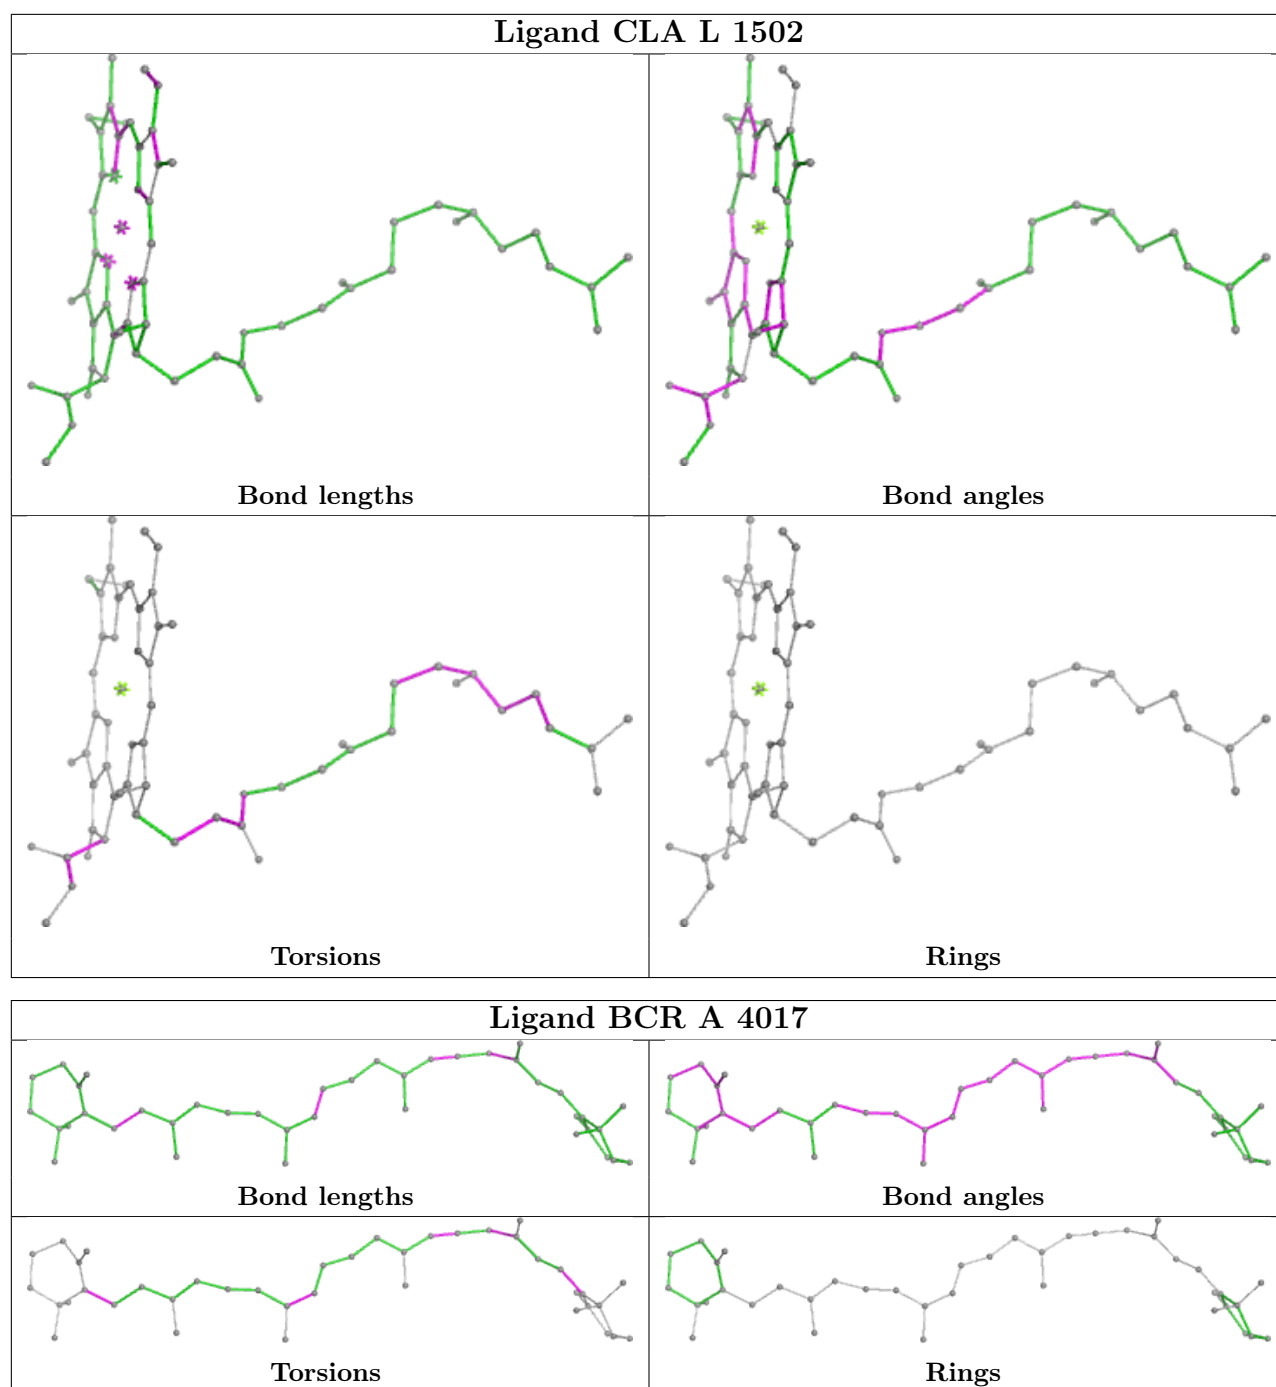 Ligand CLA L 1502
Bond lengths
Bond angles
Torsions
Rings
Ligand BCR A 4017
Bond lengths
Bond angles
Torsions
Rings